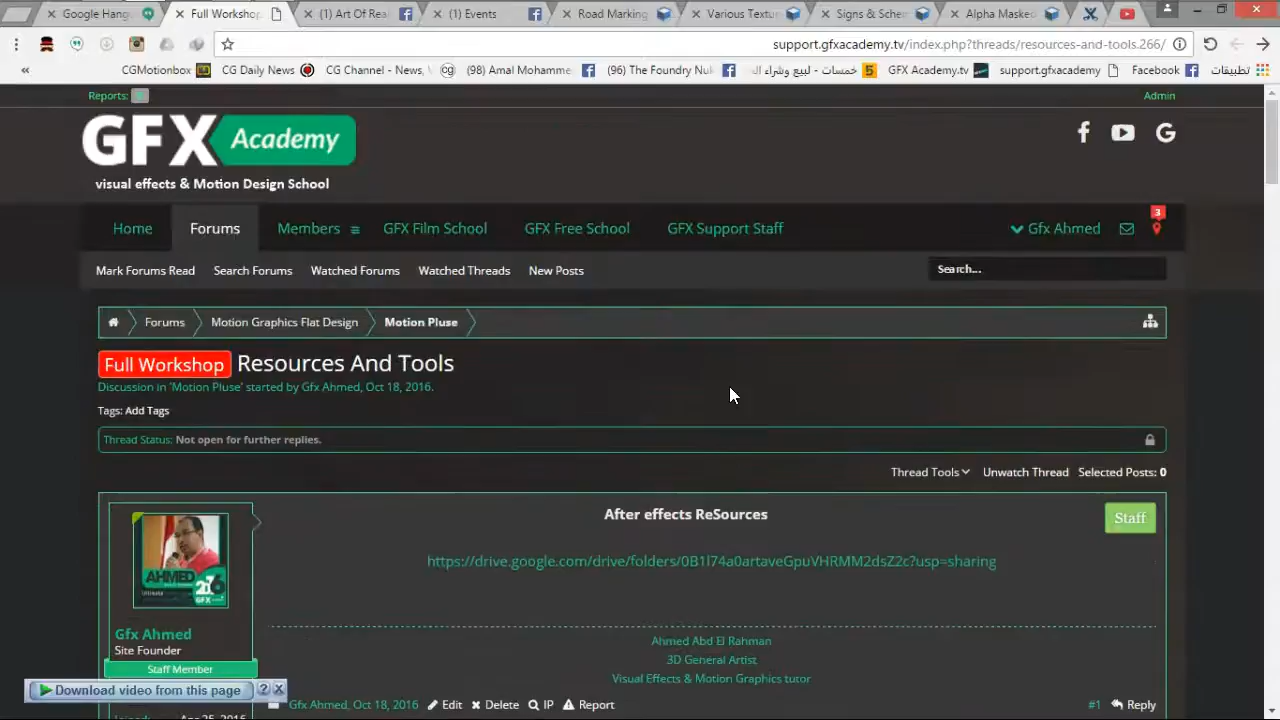 Google Hang
Full Workshop
(1) Art Of Rea
(1) Events
Road Marking
Various Textu
Signs & Schem
Alpha Masked
support.gfxacademy.tv/index.php?threads/resources-and-tools.266/
CGMotionbox
CG Daily News
CG Channel - News,
(98) Amal Mohamme
(96) The Foundry Nuk
خمسات - لبيع وشراء ال
GFX Academy.tv
support.gfxacademy
Facebook
تطبيقات
Reports:
Admin
GFX Academy
visual effects & Motion Design School
3
Home
Forums
Members
GFX Film School
GFX Free School
GFX Support Staff
Gfx Ahmed
Mark Forums Read
Search Forums
Watched Forums
Watched Threads
New Posts
Search...
Forums
Motion Graphics Flat Design
Motion Pluse
Full Workshop Resources And Tools
Discussion in 'Motion Pluse' started by Gfx Ahmed, Oct 18, 2016.
Tags: Add Tags
Thread Status: Not open for further replies.
Thread Tools
Unwatch Thread
Selected Posts: 0
After effects ReSources
Staff
https://drive.google.com/drive/folders/0B1l74a0artaveGpuVHRMM2dsZ2c?usp=sharing
AHMED
GFX
Gfx Ahmed
Site Founder
Staff Member
Ahmed Abd El Rahman
3D General Artist
Visual Effects & Motion Graphics tutor
Download video from this page ? X
Gfx Ahmed, Oct 18, 2016
Edit
Delete
IP
Report
#1
Reply